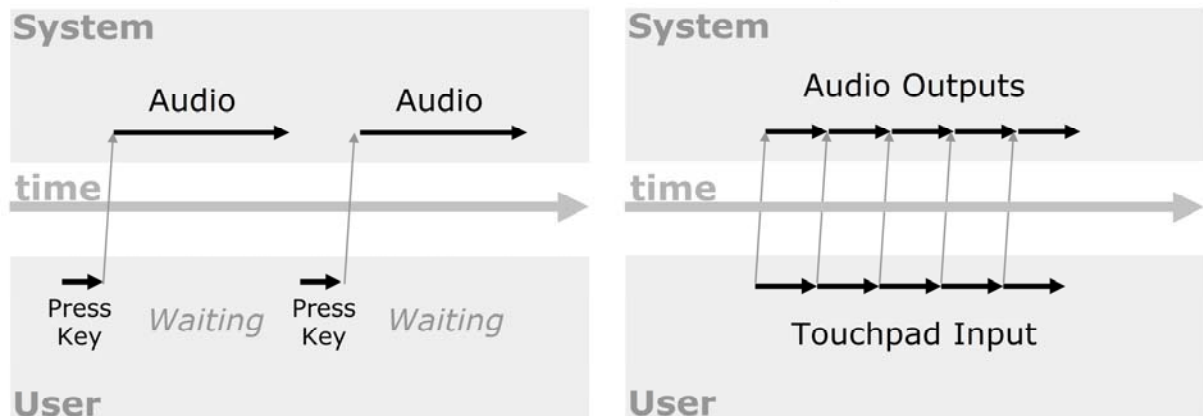 System
Audio
Audio
time
Press
Key
Waiting
Press
Key
Waiting
User
System
Audio Outputs
time
Touchpad Input
User